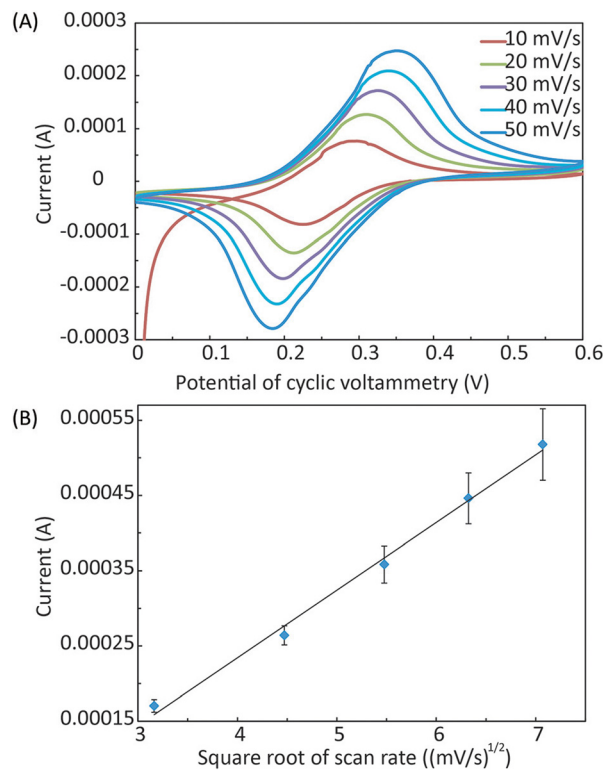 (A)
0.0003
0.0002
0.0001
0
-0.0001
-0.0002
-0.0003
Current (A)
10 mV/s
20 mV/s
30 mV/s
40 mV/s
50 mV/s
0 0.1 0.2 0.3 0.4 0.5 0.6
Potential of cyclic voltammetry (V)
(B)
0.00055
0.00045
0.00035
0.00025
0.00015
Current (A)
3 4 5 6 7
Square root of scan rate ((mV/s)^1/2)